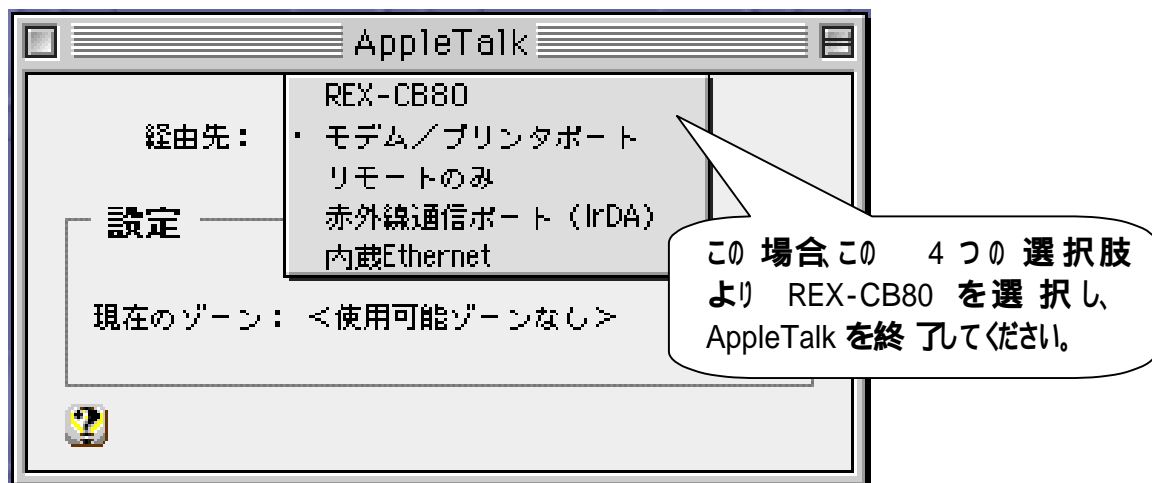 AppleTalk
経由先：
REX-CB80
・モデム／プリンタポート
リモートのみ
赤外線通信ポート（IrDA）
内蔵Ethernet
設定
現在のゾーン：＜使用可能ゾーンなし＞
この 場合、この 4 つの 選択肢
より REX-CB80 を選 択し、
AppleTalk を終 了してください。